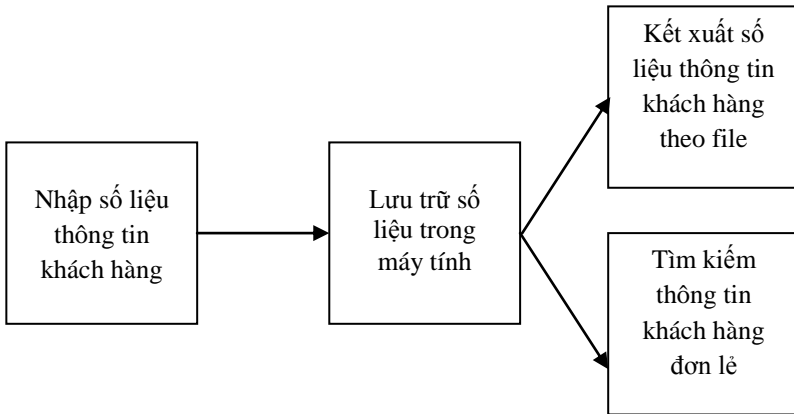 Nhập số liệu
thông tin
khách hàng
Lưu trữ số
liệu trong
máy tính
Kết xuất số
liệu thông tin
khách hàng
theo file
Tìm kiếm
thông tin
khách hàng
đơn lẻ